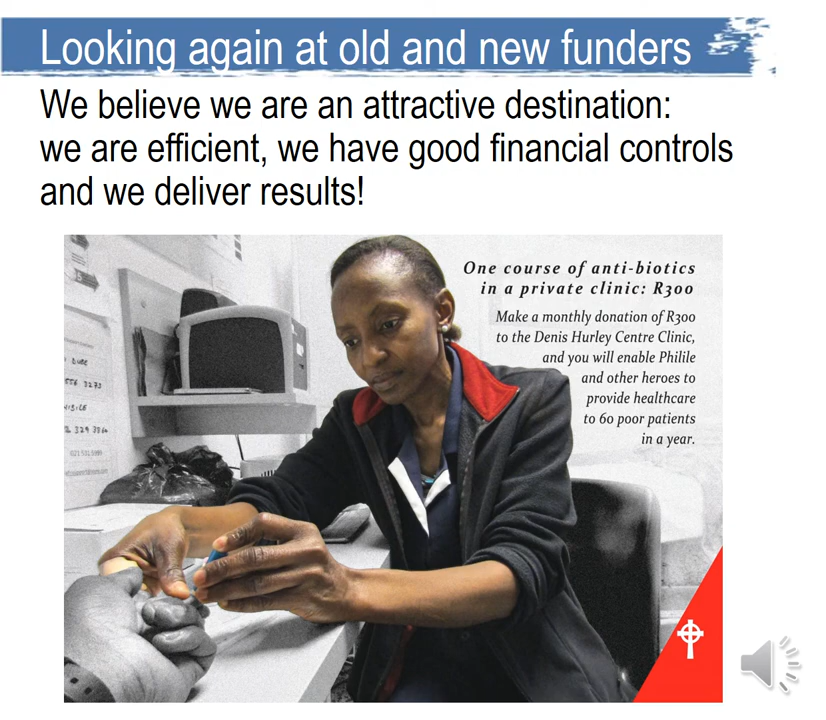 Looking again at old and new funders
We believe we are an attractive destination:
we are efficient, we have good financial controls
and we deliver results!
One course of anti-biotics
in a private clinic: R300
Make a monthly donation of R300
to the Denis Hurley Centre Clinic,
and you will enable Philile
and other heroes to
provide healthcare
to 60 poor patients
in a year.